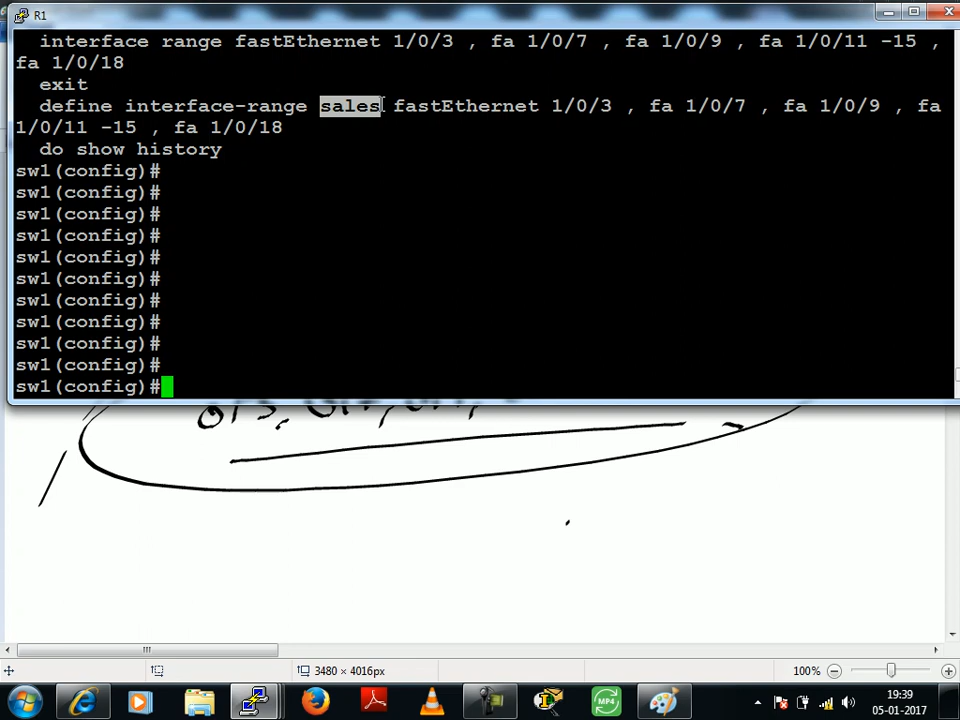 R1
interface range fastEthernet 1/0/3 , fa 1/0/7 , fa 1/0/9 , fa 1/0/11 -15 ,
fa 1/0/18
exit
define interface-range sales fastEthernet 1/0/3 , fa 1/0/7 , fa 1/0/9 , fa
1/0/11 -15 , fa 1/0/18
do show history
sw1(config)#
sw1(config)#
sw1(config)#
sw1(config)#
sw1(config)#
sw1(config)#
sw1(config)#
sw1(config)#
sw1(config)#
sw1(config)#
sw1(config)#
3480 × 4016px
100%
MP4
19:39
05-01-2017